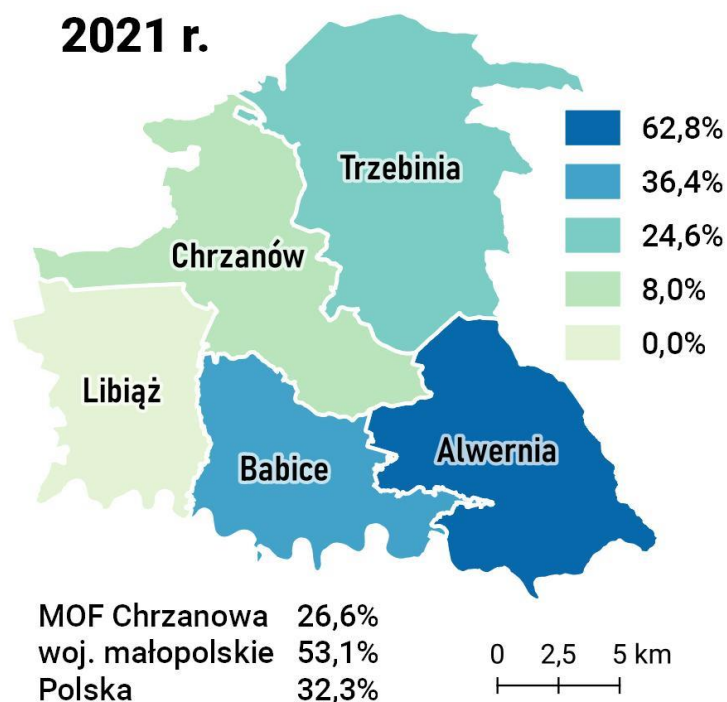 2021 r.
Trzebinia
Chrzanów
Libiąż
Babice
Alwernia
62,8%
36,4%
24,6%
8,0%
0,0%
MOF Chrzanowa 26,6%
woj. małopolskie 53,1%
Polska 32,3%
0 2,5 5 km